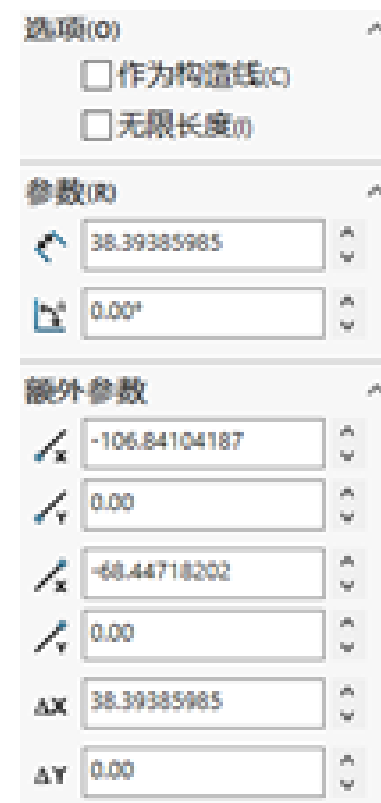 选项(O)
作为构造线(C)
无限长度(I)
参数(R)
38.39385985
0.00°
额外参数
X
-106.84104187
Y
0.00
X
-68.44718202
Y
0.00
ΔX
38.39385985
ΔY
0.00